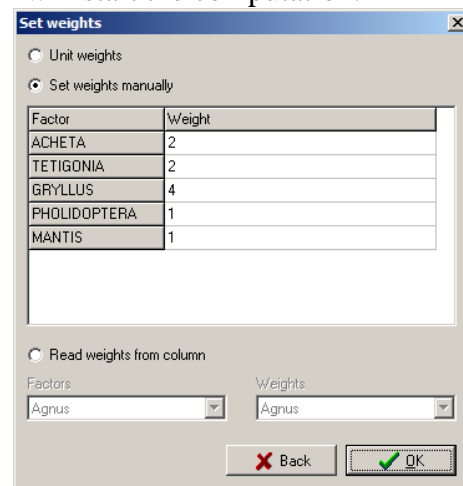 Set weights
Unit weights
Set weights manually
Factor Weight
ACHETA 2
TETIGONIA 2
GRYLLUS 4
PHOLIDOPTERA 1
MANTIS 1
Read weights from column
Factors Weights
Agnus Agnus
Back OK